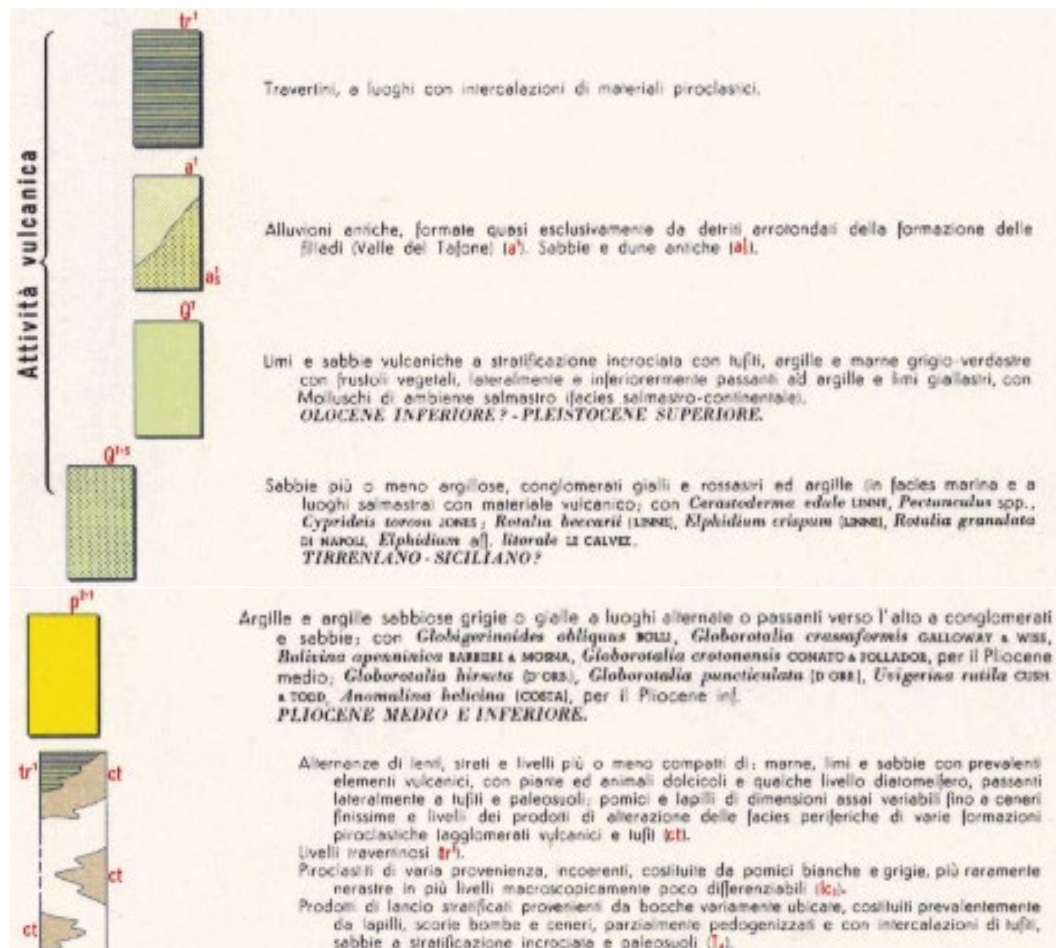 tr¹
Travertini, a luoghi con intercalazioni di materiali piroclastici.
Attività vulcanica
a¹
Alluvioni antiche, formate quasi esclusivamente da detriti arrotondati della formazione delle
filladi (Valle del Tafone) (a¹). Sabbie e dune antiche (a¹s).
a¹s
Q¹
Limi e sabbie vulcaniche a stratificazione incrociata con tufiti, argille e marne grigio-verdastre
con frustoli vegetali, lateralmente e inferiormente passanti ad argille e limi giallastri, con
Molluschi di ambiente salmastro (facies salmastro-continentale).
OLOCENE INFERIORE? - PLEISTOCENE SUPERIORE.
Sabbie più o meno argillose, conglomerati gialli e rossastri ed argille (in facies marina e a
luoghi salmastra) con materiale vulcanico; con Cerastoderma edule LINNE, Pectunculus spp.,
Cyprideis torosa JONES; Rotalia beccarii (LINNE), Elphidium crispum (LINNE), Rotalia granulata
DI NAPOLI, Elphidium aff. litorale LE CALVEZ.
TIRRENIANO - SICILIANO?
Argille e argille sabbiose grigie o gialle a luoghi alternate o passanti verso l'alto a conglomerati
e sabbie; con Globigerinoides obliquus BOLLI, Globorotalia crassaformis GALLOWAY & WISS,
Bolivina apenninica BARBIERI & MOSNA, Globorotalia crotonensis CONATO & FOLLADOR, per il Pliocene
medio; Globorotalia hirsuta (D'ORB.), Globorotalia puncticulata (D'ORB), Uvigerina rutila CUSH
& TODD, Anomalina helicina (COSTA), per il Pliocene inf.
PLIOCENE MEDIO E INFERIORE.
tr¹
ct
Alternanze di lenti, strati e livelli più o meno compatti di: marne, limi e sabbie con prevalenti
elementi vulcanici, con piante ed animali dolcicoli e qualche livello diatomeifero, passanti
lateralmente a tufiti e paleosuoli; pomici e lapilli di dimensioni assai variabili fino a ceneri
finissime e livelli dei prodotti di alterazione delle facies periferiche di varie formazioni
piroclastiche (agglomerati vulcanici e tufi) (ct).
Livelli travertinosi (tr¹).
ct
Piroclastiti di varia provenienza, incoerenti, costituite da pomici bianche e grigie, più raramente
nerastre in più livelli macroscopicamente poco differenziabili
ct
Prodotti di lancio stratificati provenienti da bocche variamente ubicate, costituiti prevalentemente
da lapilli, scorie bombe e ceneri, parzialmente pedogenizzati e con intercalazioni di tufiti,
sabbie a stratificazione incrociata e paleosuoli